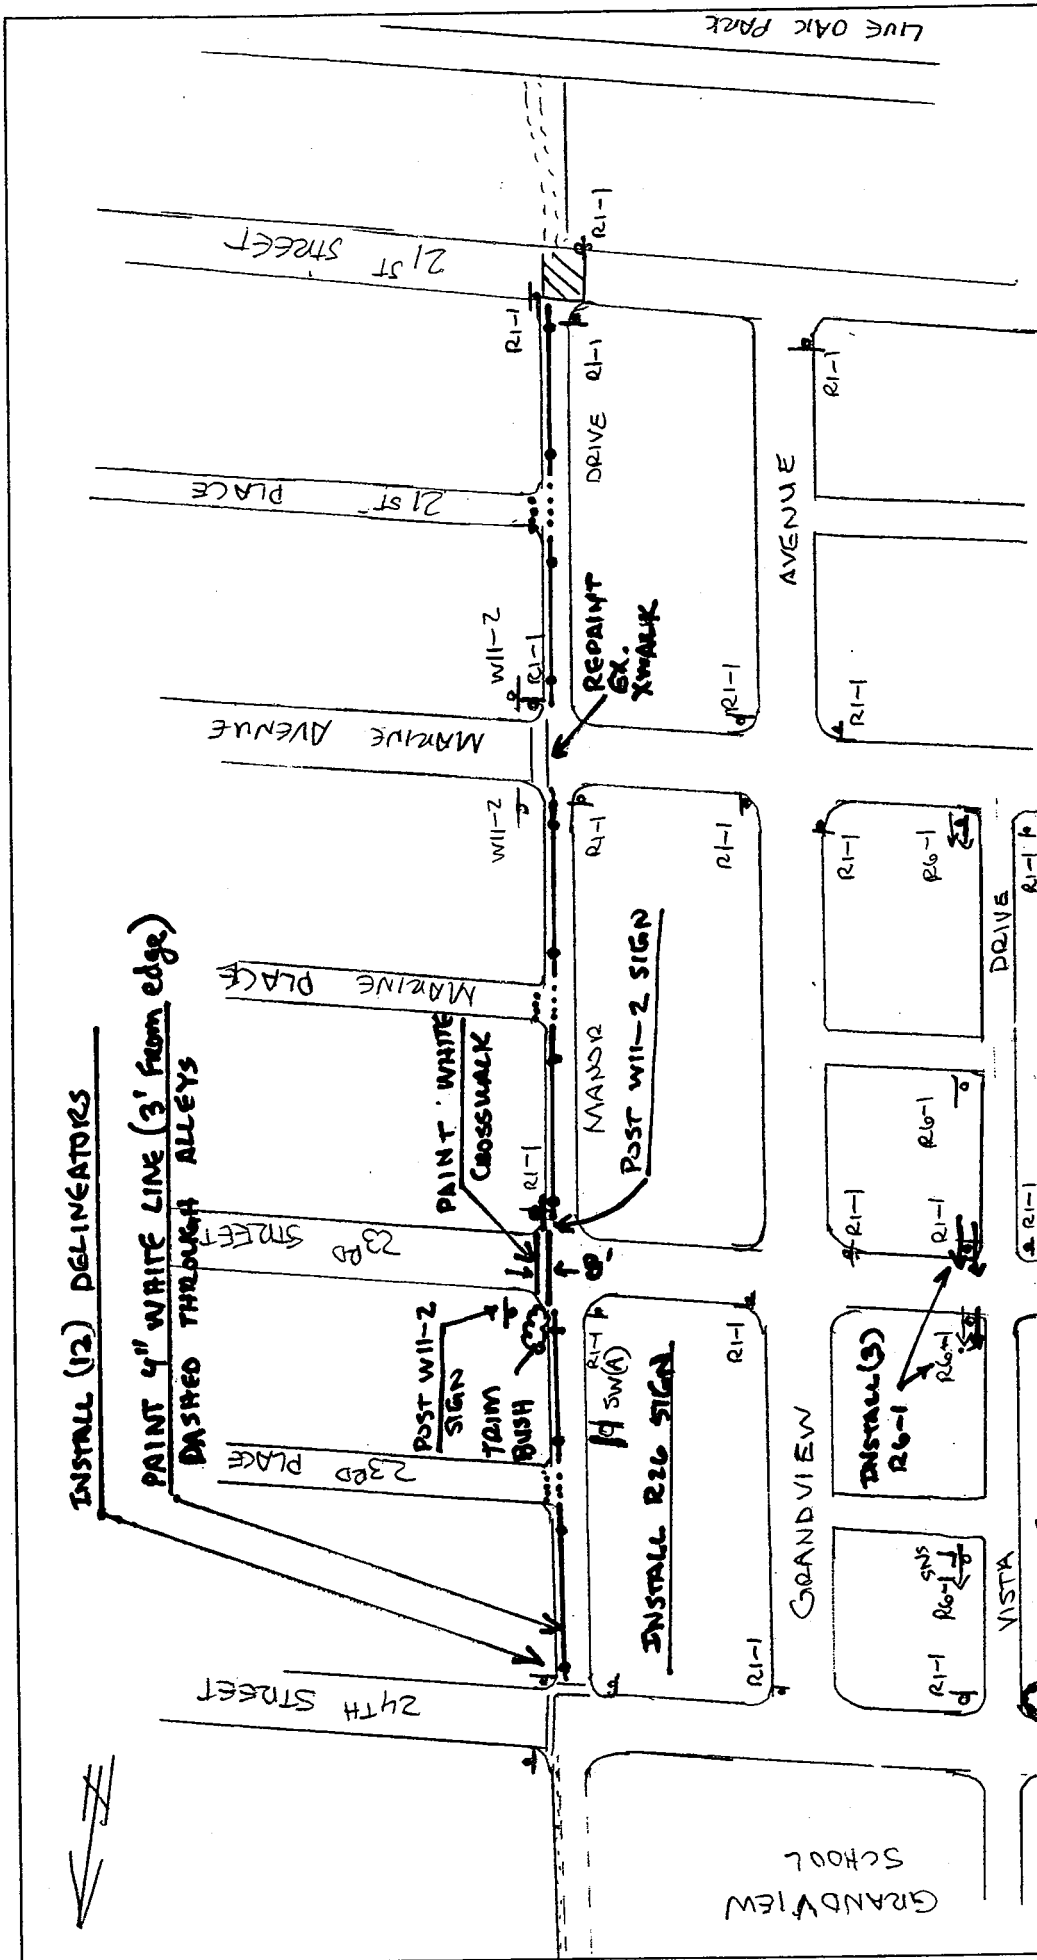 INSTALL (12) DELINEATORS
PAINT 4" WHITE LINE (3' From edge)
DASHED THROUGH ALLEYS
24TH STREET
23RD PLACE
23RD STREET
MARINE PLACE
MARINE AVENUE
21ST PLACE
21ST STREET
LIVE OAK PARK
POST W11-2
SIGN
TRIM
BUSH
PAINT WHITE
CROSSWALK
R1-1
W11-2
W11-2
R1-1
R1-1
R1-1
R1-1
SW(A)
MANOR
R1-1
DRIVE
R1-1
INSTALL R26 SIGN
POST W11-2 SIGN
REPAINT
EX.
XWALK
R1-1
R1-1
R1-1
R1-1
GRANDVIEW
AVENUE
INSTALL (3)
R6-1
R1-1
R1-1
R1-1
R1-1
R1-1
R6-1
SNS
R6-1
R1-1
R6-1
R6-1
VISTA
DRIVE
R1-1
R1-1
GRANDVIEW
SCHOOL